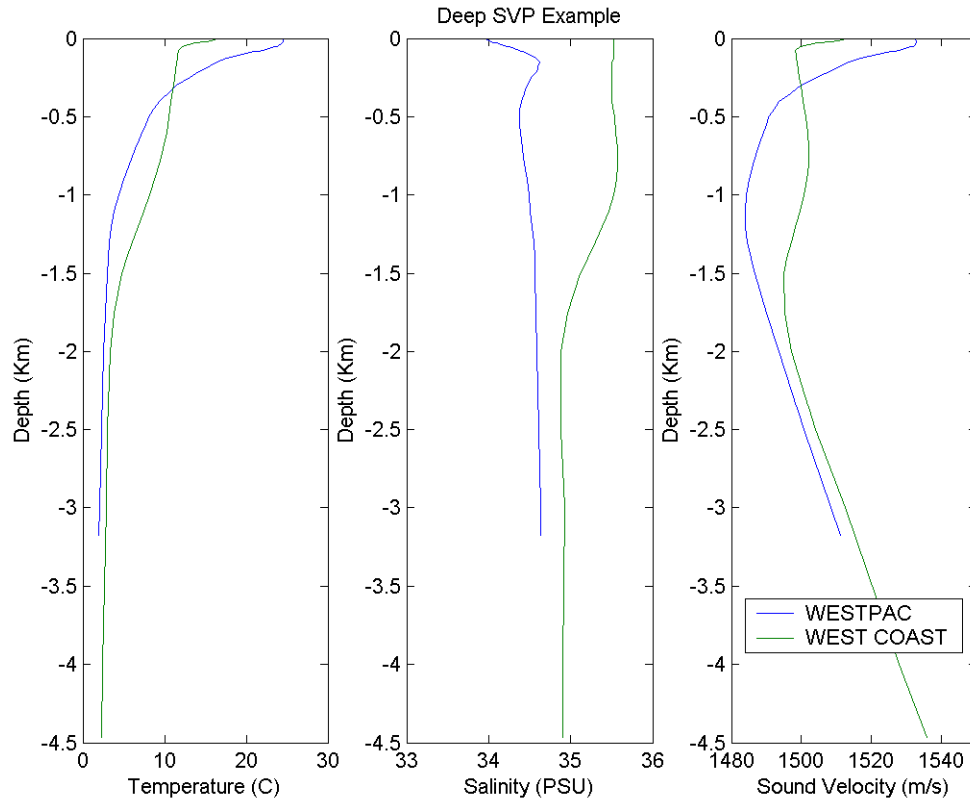 Deep SVP Example
0
-0.5
-1
-1.5
-2
-2.5
-3
-3.5
-4
-4.5
Depth (Km)
0 10 20 30
Temperature (C)
0
-0.5
-1
-1.5
-2
-2.5
-3
-3.5
-4
-4.5
Depth (Km)
33 34 35 36
Salinity (PSU)
0
-0.5
-1
-1.5
-2
-2.5
-3
-3.5
-4
-4.5
Depth (Km)
1480 1500 1520 1540
Sound Velocity (m/s)
WESTPAC
WEST COAST